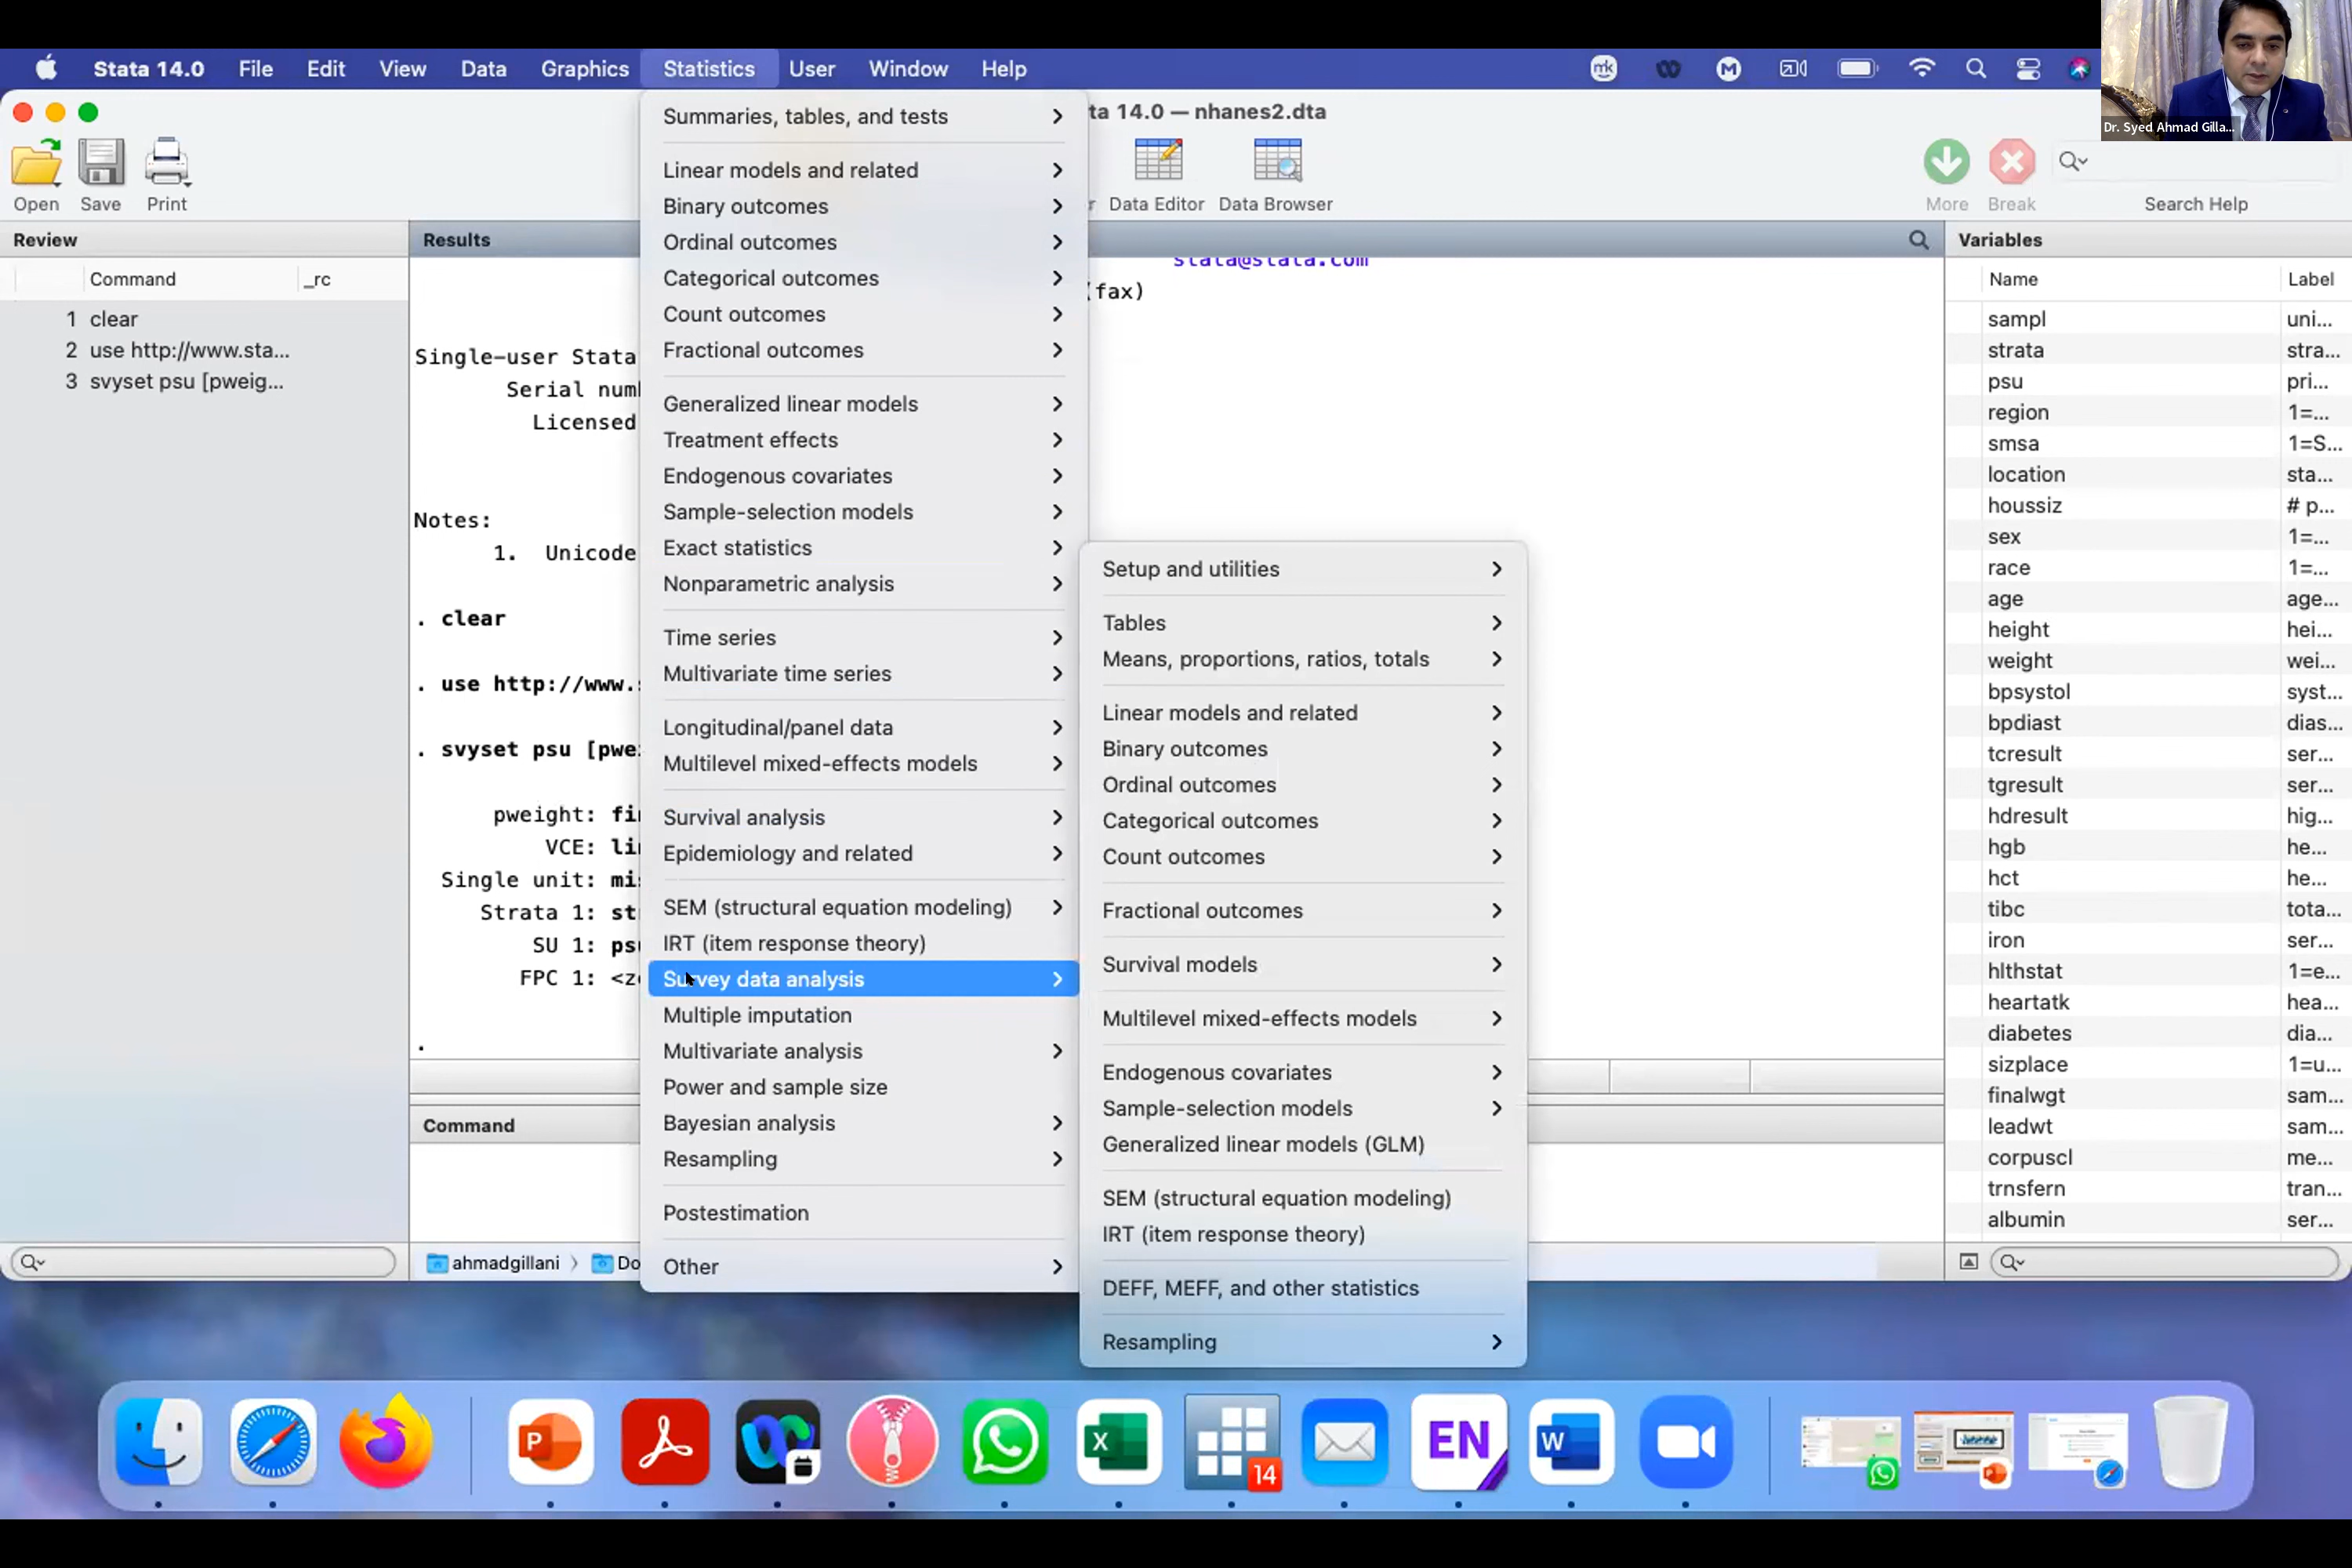 Stata 14.0 File Edit View Data Graphics Statistics User Window Help
Dr. Syed Ahmad Gilla...
ta 14.0 — nhanes2.dta
Open Save Print
Data Editor Data Browser
More Break Search Help
Review
Command _rc
1 clear
2 use http://www.sta...
3 svyset psu [pweig...
Results
stata@stata.com
(fax)
Single-user Stata
Serial num
Licensed
Notes:
1. Unicode
. clear
. use http://www.
. svyset psu [pwe
pweight: fi
VCE: li
Single unit: mi
Strata 1: st
SU 1: ps
FPC 1: <z
.
Command
ahmadgillani
Do
Summaries, tables, and tests
Linear models and related
Binary outcomes
Ordinal outcomes
Categorical outcomes
Count outcomes
Fractional outcomes
Generalized linear models
Treatment effects
Endogenous covariates
Sample-selection models
Exact statistics
Nonparametric analysis
Time series
Multivariate time series
Longitudinal/panel data
Multilevel mixed-effects models
Survival analysis
Epidemiology and related
SEM (structural equation modeling)
IRT (item response theory)
Survey data analysis
Multiple imputation
Multivariate analysis
Power and sample size
Bayesian analysis
Resampling
Postestimation
Other
Setup and utilities
Tables
Means, proportions, ratios, totals
Linear models and related
Binary outcomes
Ordinal outcomes
Categorical outcomes
Count outcomes
Fractional outcomes
Survival models
Multilevel mixed-effects models
Endogenous covariates
Sample-selection models
Generalized linear models (GLM)
SEM (structural equation modeling)
IRT (item response theory)
DEFF, MEFF, and other statistics
Resampling
Variables
Name Label
sampl uni...
strata stra...
psu pri...
region 1=...
smsa 1=S...
location sta...
houssiz # p...
sex 1=...
race 1=...
age age...
height hei...
weight wei...
bpsystol syst...
bpdiast dias...
tcresult ser...
tgresult ser...
hdresult hig...
hgb he...
hct he...
tibc tota...
iron ser...
hlthstat 1=e...
heartatk hea...
diabetes dia...
sizplace 1=u...
finalwgt sam...
leadwt sam...
corpuscl me...
trnsfern tran...
albumin ser...
P X 14 EN W